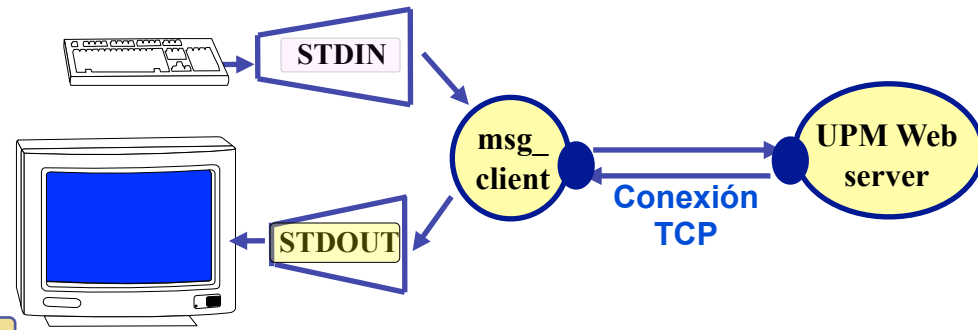 STDIN
msg_
client
UPM Web
server
Conexión
TCP
STDOUT